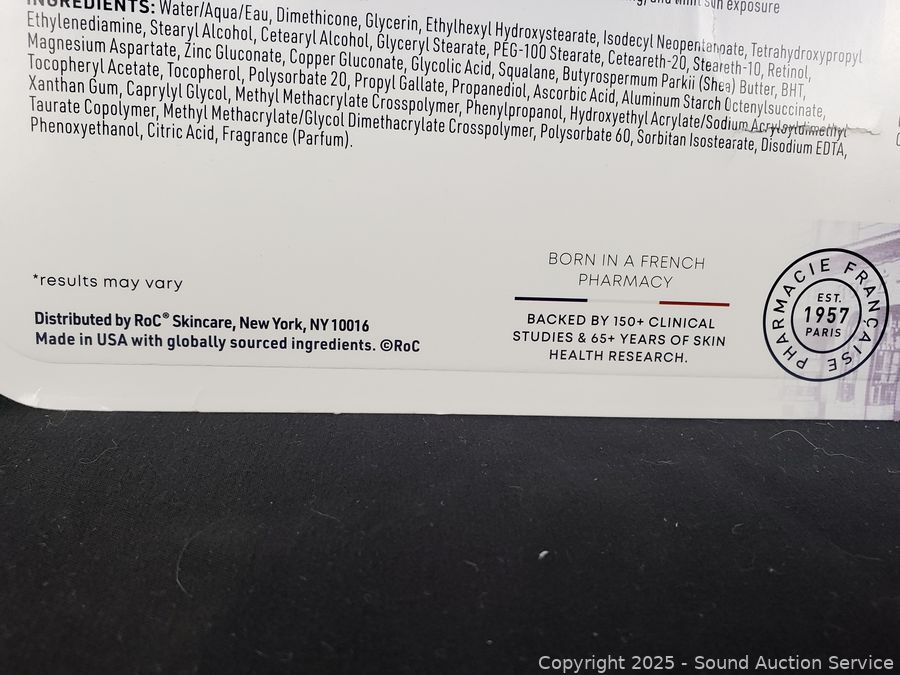 sun exposure
INGREDIENTS: Water/Aqua/Eau, Dimethicone, Glycerin, Ethylhexyl Hydroxystearate, Isodecyl Neopentanoate, Tetrahydroxypropyl
Ethylenediamine, Stearyl Alcohol, Cetearyl Alcohol, Glyceryl Stearate, PEG-100 Stearate, Ceteareth-20, Steareth-10, Retinol,
Magnesium Aspartate, Zinc Gluconate, Copper Gluconate, Glycolic Acid, Squalane, Butyrospermum Parkii (Shea) Butter, BHT,
Tocopheryl Acetate, Tocopherol, Polysorbate 20, Propyl Gallate, Propanediol, Ascorbic Acid, Aluminum Starch Octenylsuccinate,
Xanthan Gum, Caprylyl Glycol, Methyl Methacrylate Crosspolymer, Phenylpropanol, Hydroxyethyl Acrylate/Sodium Acryloyldimethyl
Taurate Copolymer, Methyl Methacrylate/Glycol Dimethacrylate Crosspolymer, Polysorbate 60, Sorbitan Isostearate, Disodium EDTA,
Phenoxyethanol, Citric Acid, Fragrance (Parfum).
*results may vary
Distributed by RoC® Skincare, New York, NY 10016
Made in USA with globally sourced ingredients. ©RoC
BORN IN A FRENCH
PHARMACY
BACKED BY 150+ CLINICAL
STUDIES & 65+ YEARS OF SKIN
HEALTH RESEARCH.
PHARMACIE FRANÇAISE
EST.
1957
PARIS
Copyright 2025 - Sound Auction Service